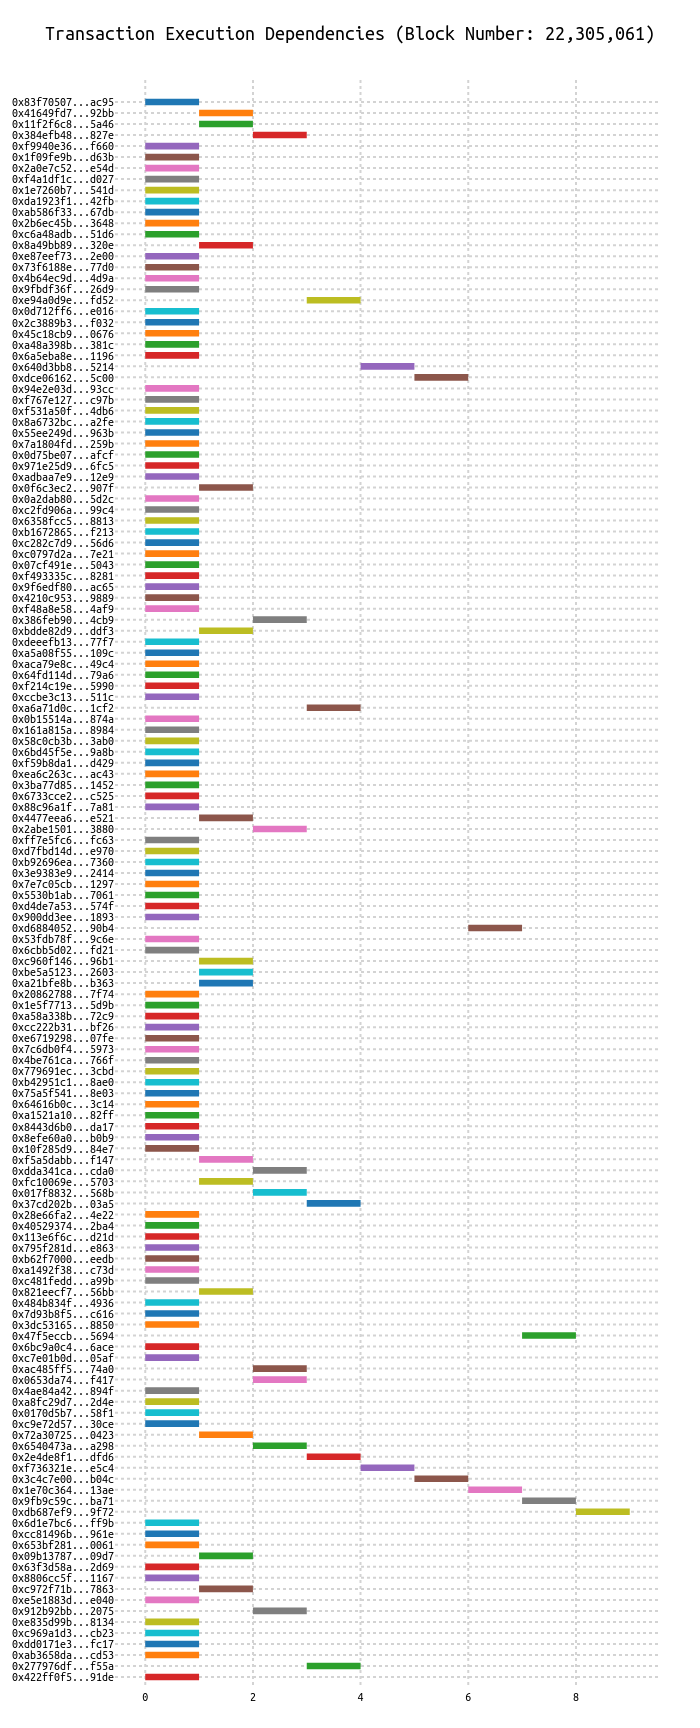 Transaction Execution Dependencies (Block Number: 22,305,061)
0x83f70507...ac95
0x41649fd7...92bb
0x11f2f6c8...5a46
0x384efb48...827e
0xf9940e36...f660
0x1f09fe9b...d63b
0x2a0e7c52...e54d
0xf4a1df1c...d027
0x1e7260b7...541d
0xda1923f1...42fb
0xab586f33...67db
0x2b6ec45b...3648
0xc6a48adb...51d6
0x8a49bb89...320e
0xe87eef73...2e00
0x73f6188e...77d0
0x4b64ec9d...4d9a
0x9fbdf36f...26d9
0xe94a0d9e...fd52
0x0d712ff6...e016
0x2c3889b3...f032
0x45c18cb9...0676
0xa48a398b...381c
0x6a5eba8e...1196
0x640d3bb8...5214
0xdce06162...5c00
0x94e2e03d...93cc
0xf767e127...c97b
0xf531a50f...4db6
0x8a6732bc...a2fe
0x55ee249d...963b
0x7a1804fd...259b
0x0d75be07...afcf
0x971e25d9...6fc5
0xadbaa7e9...12e9
0x0f6c3ec2...907f
0x0a2dab80...5d2c
0xc2fd906a...99c4
0x6358fcc5...8813
0xb1672865...f213
0xc282c7d9...56d6
0xc0797d2a...7e21
0x07cf491e...5043
0xf493335c...8281
0x9f6edf80...ac65
0x4210c953...9889
0xf48a8e58...4af9
0x386feb90...4cb9
0xbdde82d9...ddf3
0xdeeefb13...77f7
0xa5a08f55...109c
0xaca79e8c...49c4
0x64fd114d...79a6
0xf214c19e...5990
0xccbe3c13...511c
0xa6a71d0c...1cf2
0x0b15514a...874a
0x161a815a...8984
0x58c0cb3b...3ab0
0x6bd45f5e...9a8b
0xf59b8da1...d429
0xea6c263c...ac43
0x3ba77d85...1452
0x6733cce2...c525
0x88c96a1f...7a81
0x4477eea6...e521
0x2abe1501...3880
0xff7e5fc6...fc63
0xd7fbd14d...e970
0xb92696ea...7360
0x3e9383e9...2414
0x7e7c05cb...1297
0x5530b1ab...7061
0xd4de7a53...574f
0x900dd3ee...1893
0xd6884052...90b4
0x53fdb78f...9c6e
0x6cbb5d02...fd21
0xc960f146...96b1
0xbe5a5123...2603
0xa21bfe8b...b363
0x20862788...7f74
0x1e5f7713...5d9b
0xa58a338b...72c9
0xcc222b31...bf26
0xe6719298...07fe
0x7c6db0f4...5973
0x4be761ca...766f
0x779691ec...3cbd
0xb42951c1...8ae0
0x75a5f541...8e03
0x64616b0c...3c14
0xa1521a10...82ff
0x8443d6b0...da17
0x8efe60a0...b0b9
0x10f285d9...84e7
0xf5a5dabb...f147
0xdda341ca...cda0
0xfc10069e...5703
0x017f8832...568b
0x37cd202b...03a5
0x28e66fa2...4e22
0x40529374...2ba4
0x113e6f6c...d21d
0x795f281d...e863
0xb62f7000...eedb
0xa1492f38...c73d
0xc481fedd...a99b
0x821eecf7...56bb
0x484b834f...4936
0x7d93b8f5...c616
0x3dc53165...8850
0x47f5eccb...5694
0x6bc9a0c4...6ace
0xc7e01b0d...05af
0xac485ff5...74a0
0x0653da74...f417
0x4ae84a42...894f
0xa8fc29d7...2d4e
0x0170d5b7...58f1
0xc9e72d57...30ce
0x72a30725...0423
0x6540473a...a298
0x2e4de8f1...dfd6
0xf736321e...e5c4
0x3c4c7e00...b04c
0x1e70c364...13ae
0x9fb9c59c...ba71
0xdb687ef9...9f72
0x6d1e7bc6...ff9b
0xcc81496b...961e
0x653bf281...0061
0x09b13787...09d7
0x63f3d58a...2d69
0x8806cc5f...1167
0xc972f71b...7863
0xe5e1883d...e040
0x912b92bb...2075
0xe835d99b...8134
0xc969a1d3...cb23
0xdd0171e3...fc17
0xab3658da...cd53
0x277976df...f55a
0x422ff0f5...91de
0 2 4 6 8